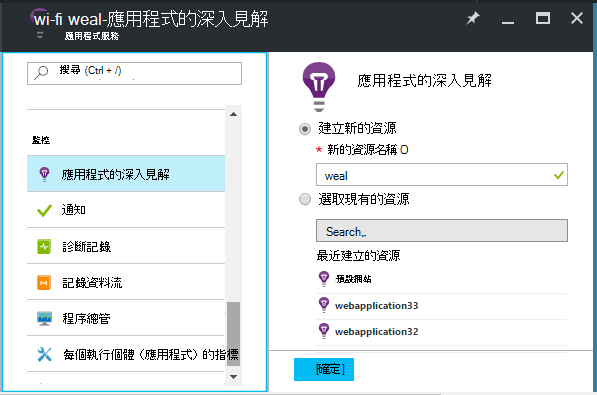 wi-fi weal-應用程式的深入見解
應用程式服務
搜尋 (Ctrl + /)
監控
應用程式的深入見解
通知
診斷記錄
記錄資料流
程序總管
每個執行個體（應用程式）的指標
應用程式的深入見解
建立新的資源
* 新的資源名稱 O
weal
選取現有的資源
Search,.
最近建立的資源
預設網站
webapplication33
webapplication32
[確定]